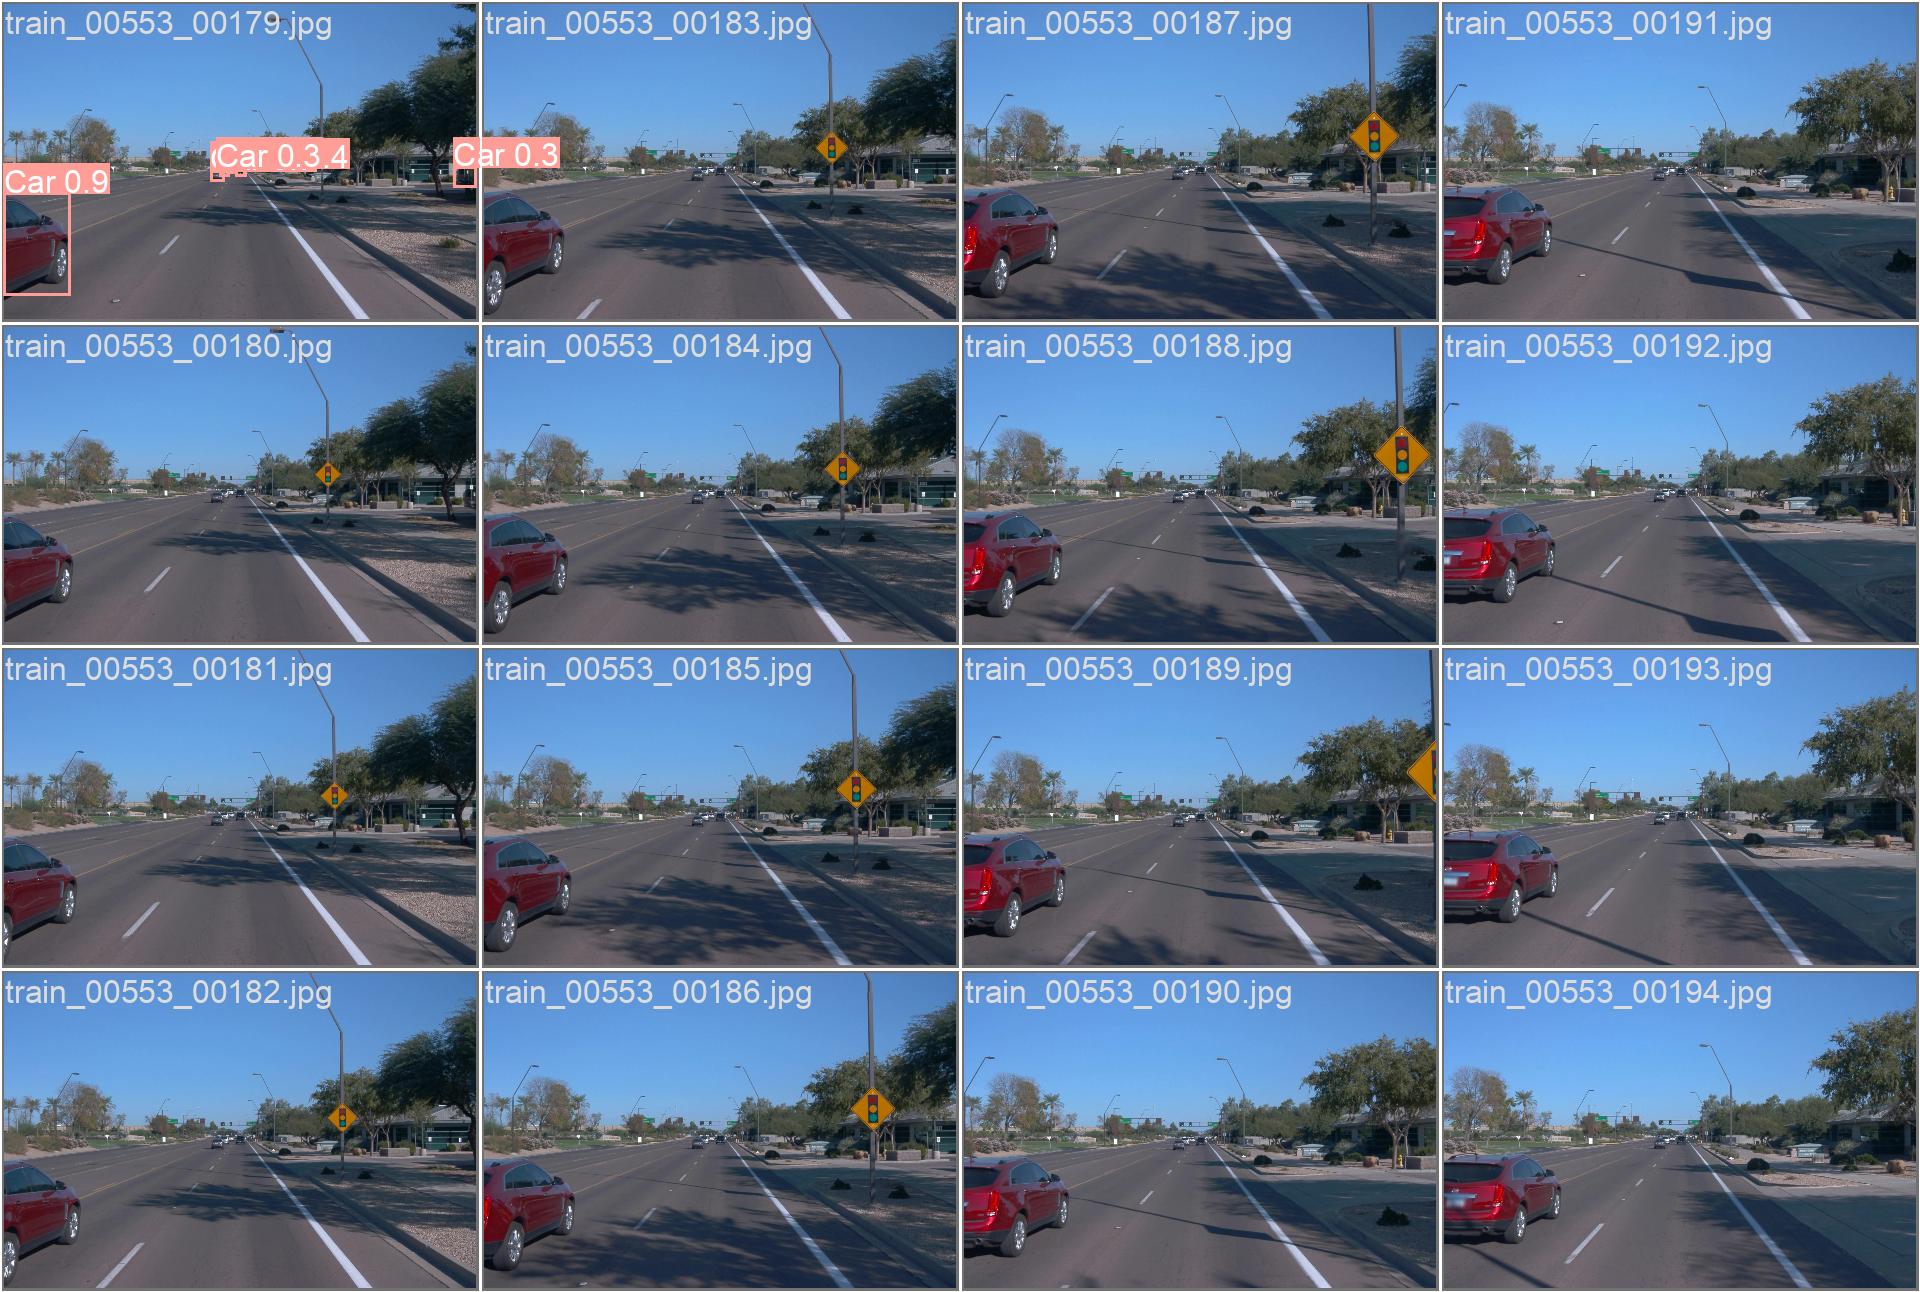 train_00553_00179.jpg
train_00553_00183.jpg
train_00553_00187.jpg
train_00553_00191.jpg
Car 0.3.4
Car 0.3
Car 0.9
train_00553_00180.jpg
train_00553_00184.jpg
train_00553_00188.jpg
train_00553_00192.jpg
train_00553_00181.jpg
train_00553_00185.jpg
train_00553_00189.jpg
train_00553_00193.jpg
train_00553_00182.jpg
train_00553_00186.jpg
train_00553_00190.jpg
train_00553_00194.jpg